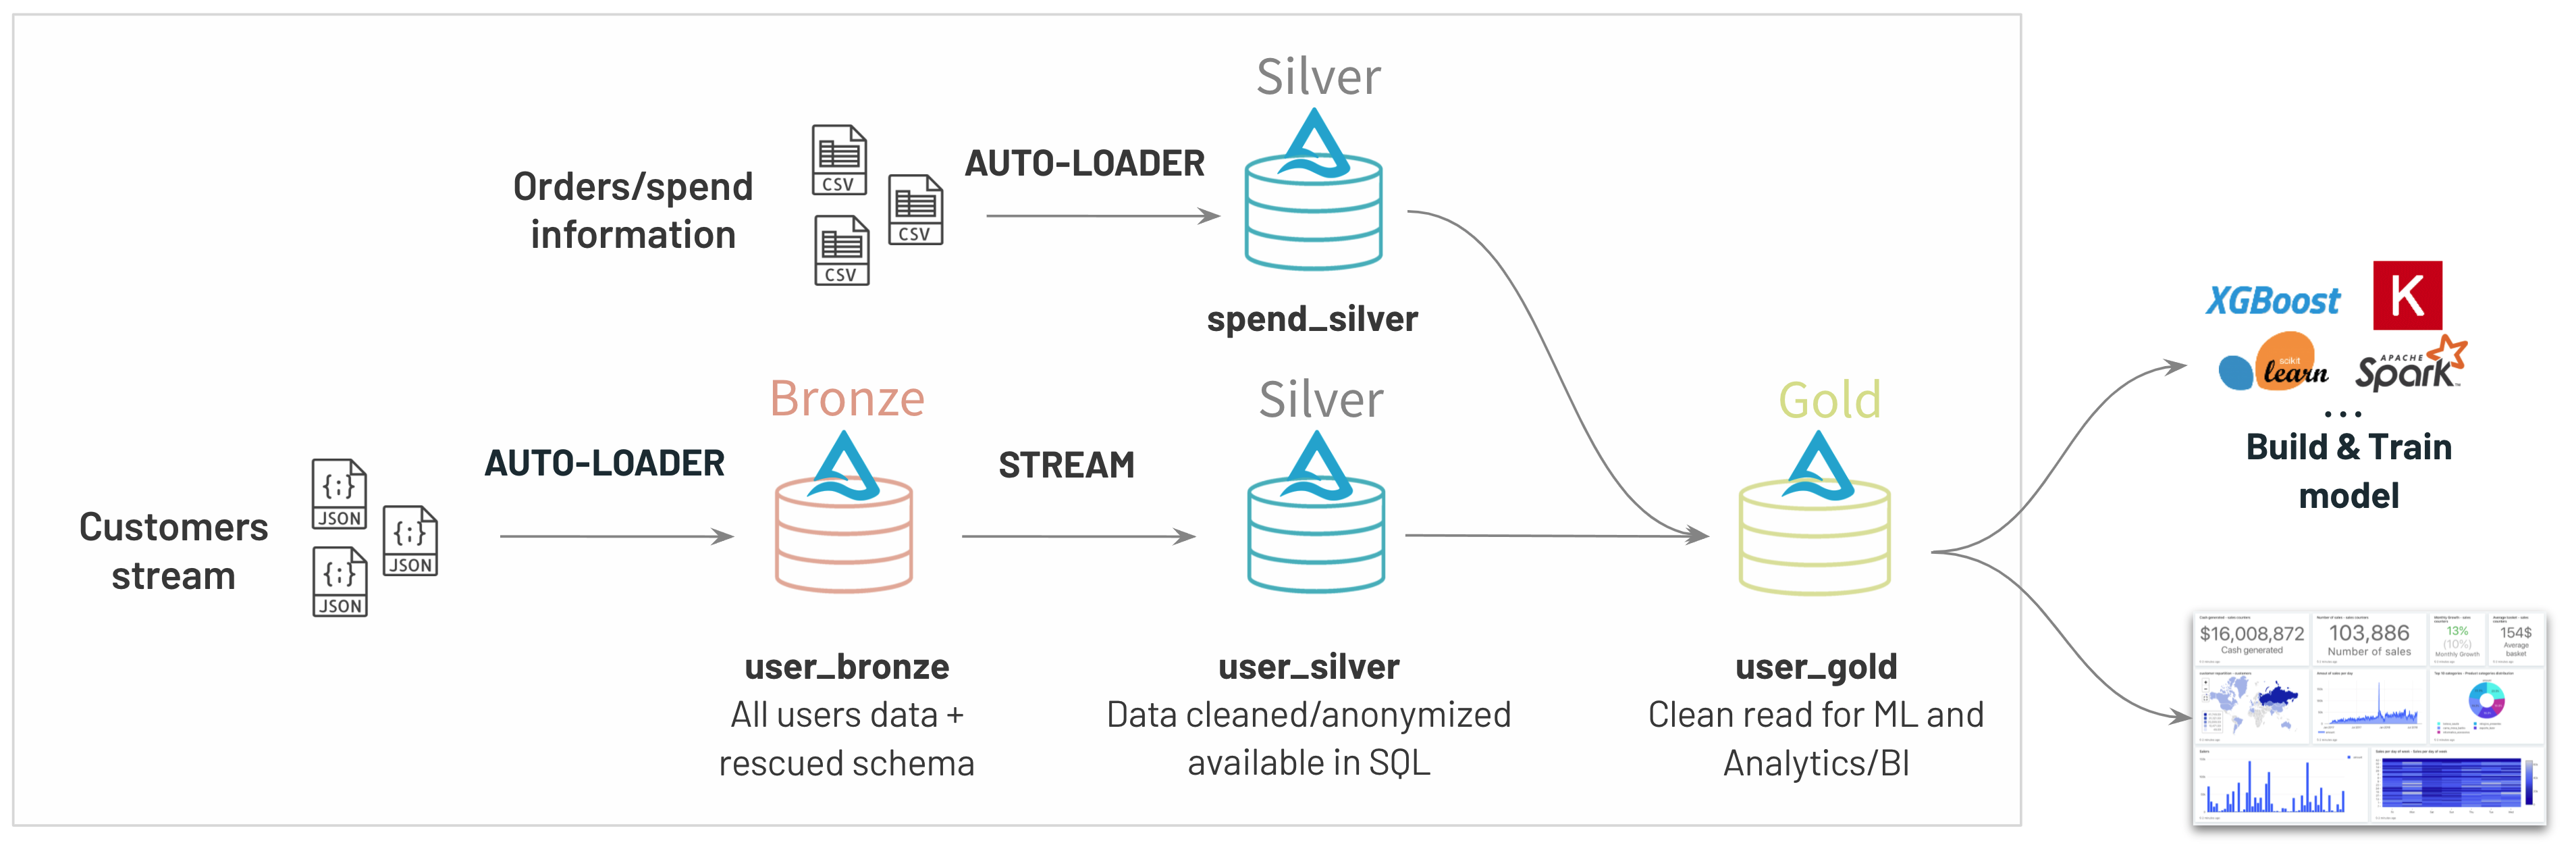 Silver
CSV
CSV
CSV
AUTO-LOADER
Orders/spend
information
spend_silver
Bronze
Silver
Gold
XGBoost
K
scikit
learn
APACHE
Spark
...
Build & Train
model
{;}
JSON
{;}
JSON
{;}
JSON
AUTO-LOADER
STREAM
Customers
stream
user_bronze
All users data +
rescued schema
user_silver
Data cleaned/anonymized
available in SQL
user_gold
Clean read for ML and
Analytics/BI
$16,008,872
Cash generated
103,886
Number of sales
13%
(10%)
Monthly Growth
154$
Average
basket